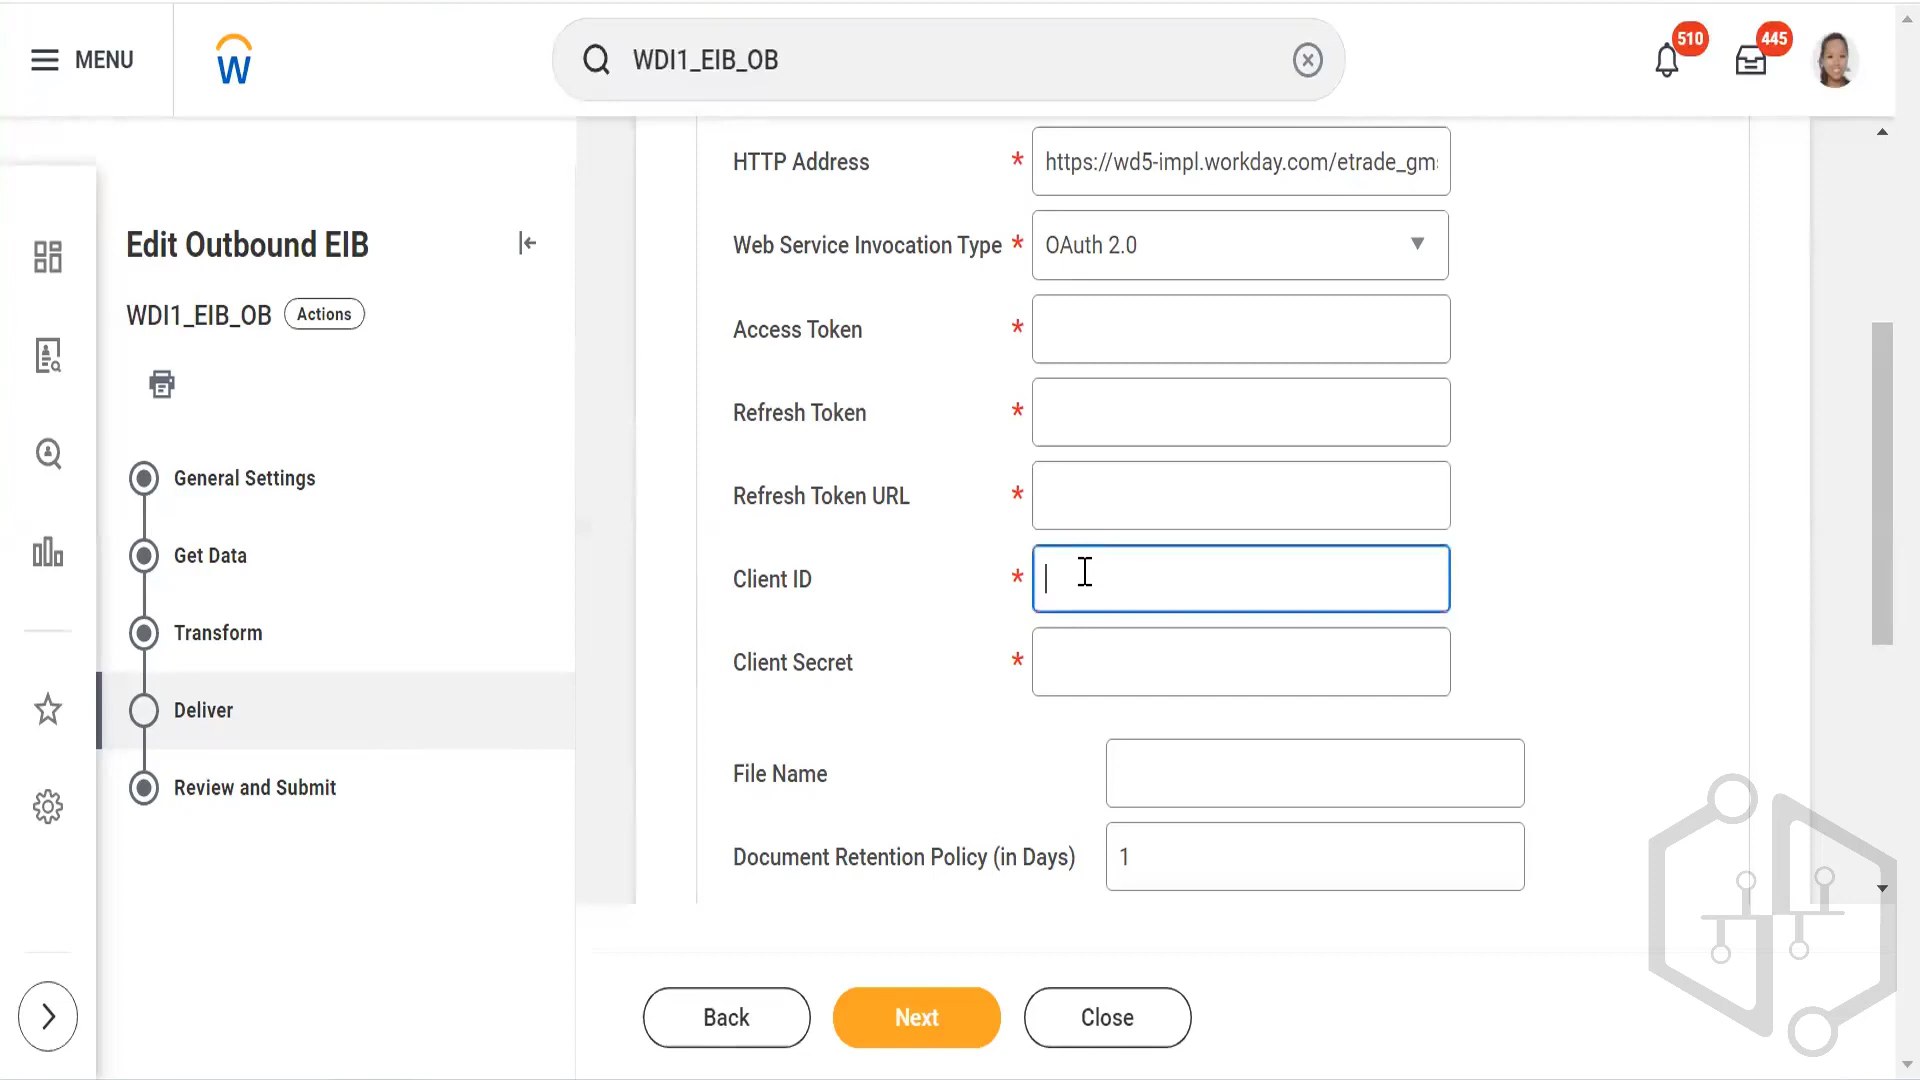 MENU
W
WDI1_EIB_OB
510
445
Edit Outbound EIB
WDI1_EIB_OB
Actions
General Settings
Get Data
Transform
Deliver
Review and Submit
HTTP Address *
https://wd5-impl.workday.com/etrade_gm
Web Service Invocation Type *
OAuth 2.0
Access Token *
Refresh Token *
Refresh Token URL *
Client ID *
Client Secret *
File Name
Document Retention Policy (in Days)
1
Back
Next
Close